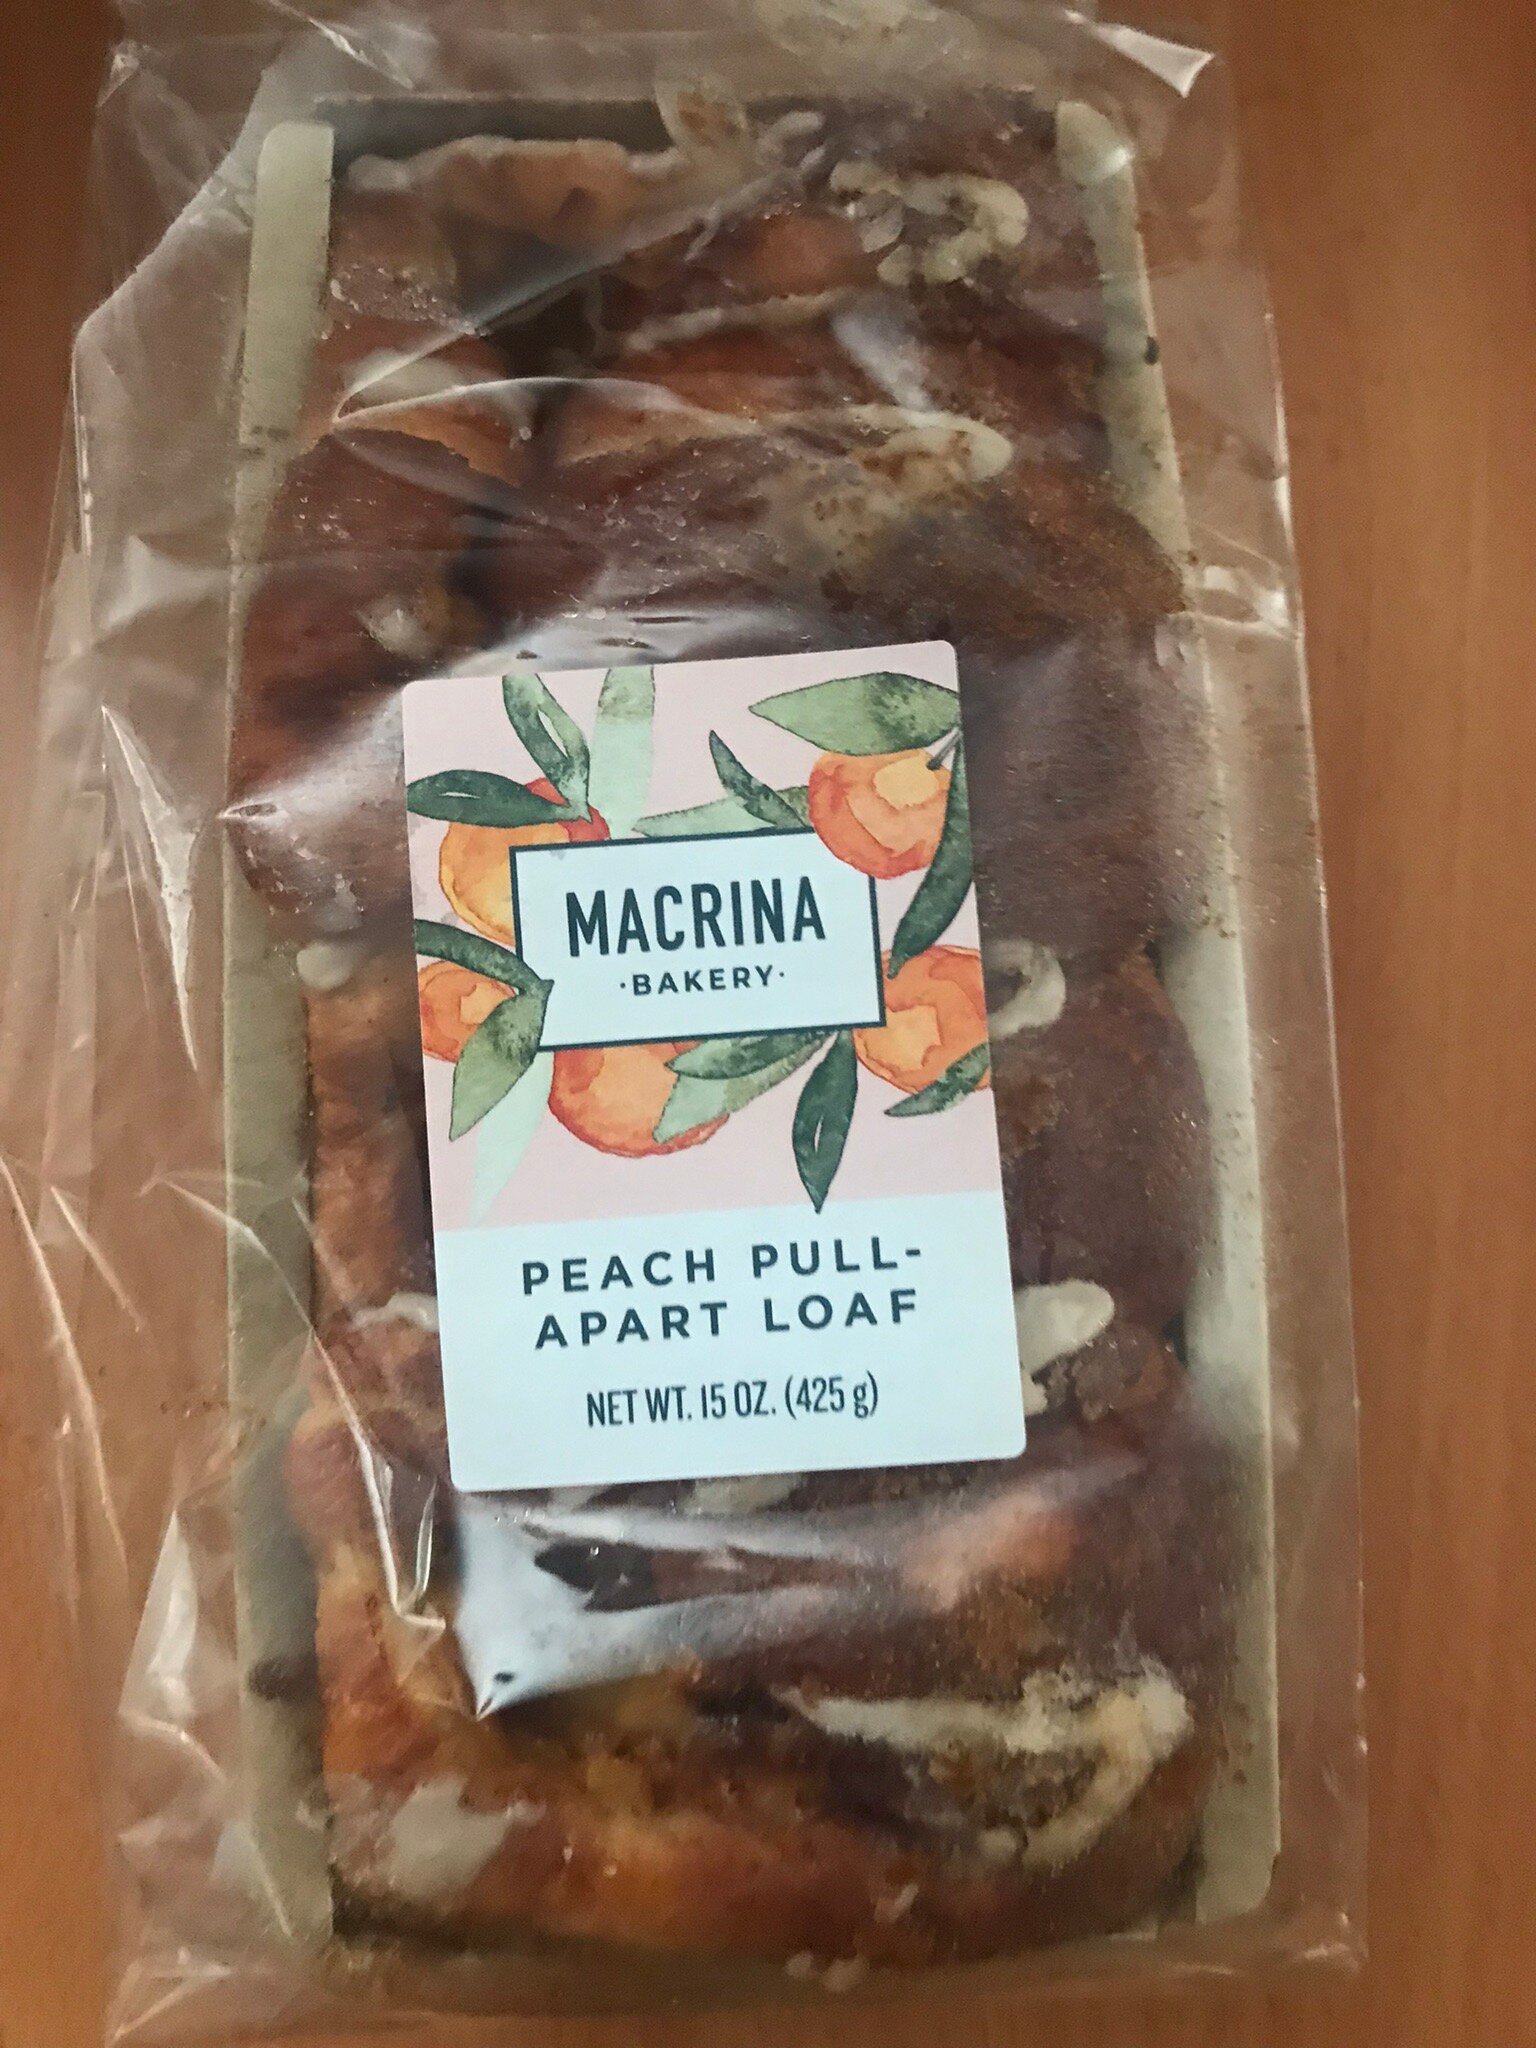 MACRINA
·BAKERY·
PEACH PULL-
APART LOAF
NET WT. 15 OZ. (425 g)